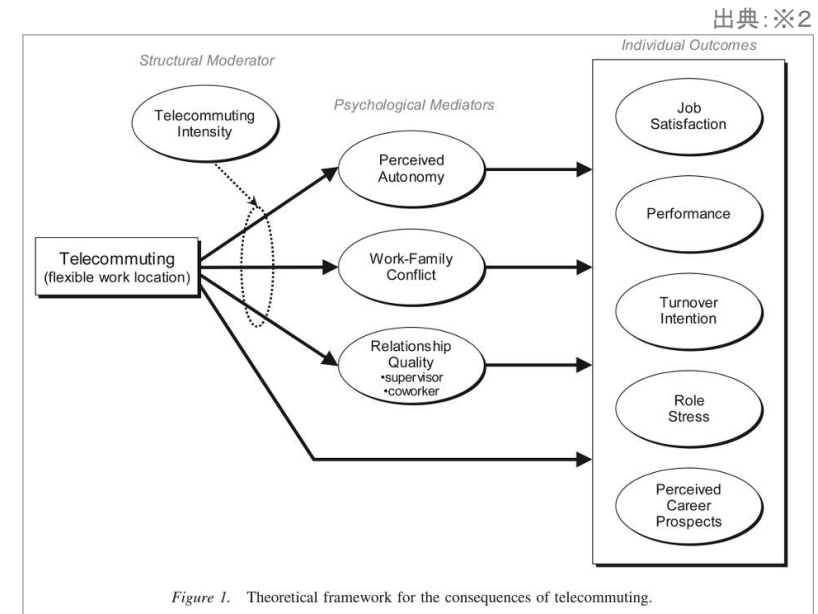 出典:※2
Structural Moderator
Telecommuting
Intensity
Psychological Mediators
Individual Outcomes
Telecommuting
(flexible work location)
Perceived
Autonomy
Work-Family
Conflict
Relationship
Quality
•supervisor
•coworker
Job
Satisfaction
Performance
Turnover
Intention
Role
Stress
Perceived
Career
Prospects
Figure 1. Theoretical framework for the consequences of telecommuting.